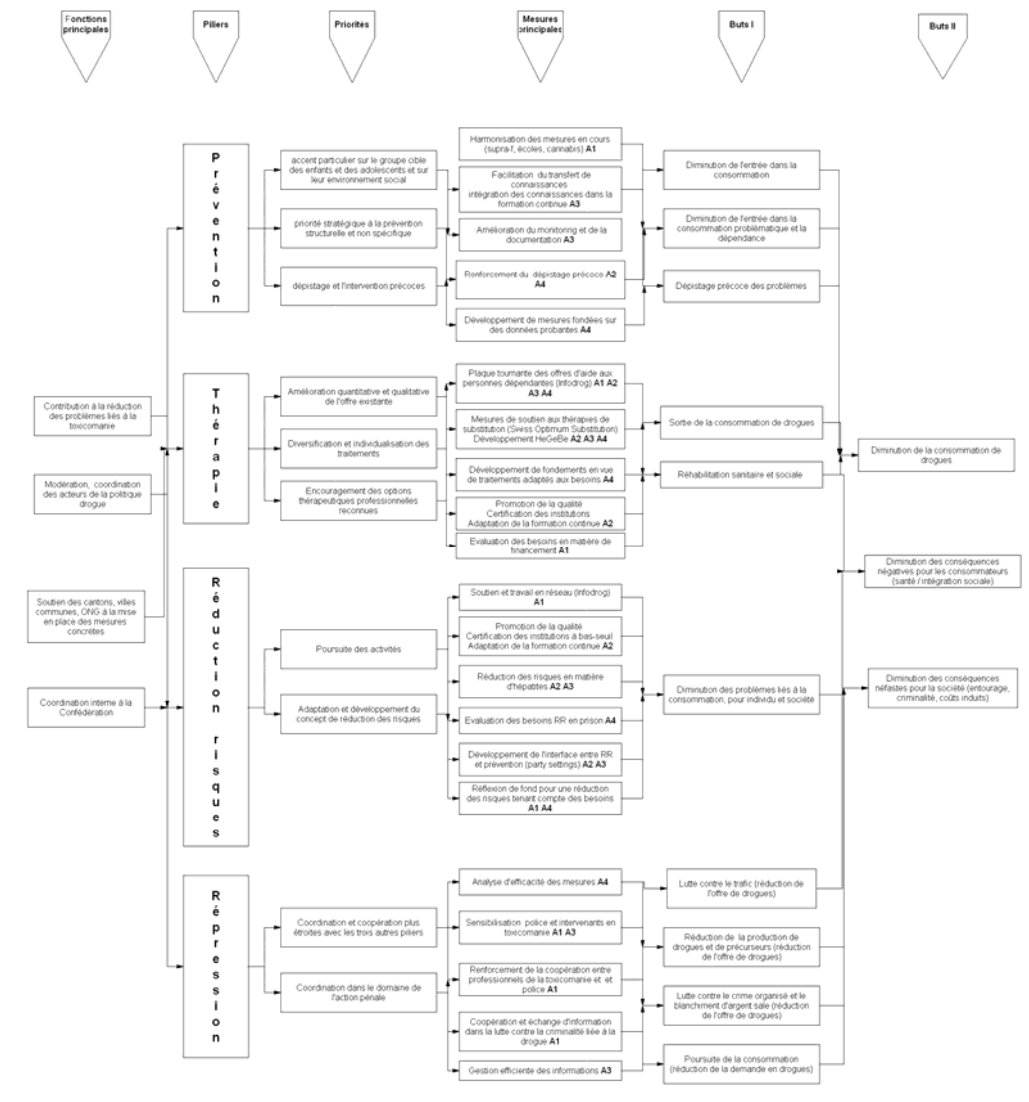 Fonctions
principales
Piliers
Priorités
Mesures
principales
Buts I
Buts II
Contribution à la réduction
des problèmes liés à la
toxicomanie
Modération, coordination
des acteurs de la politique
drogue
Soutien des cantons, villes
communes, ONG à la mise
en place des mesures
concrètes
Coordination interne à la
Confédération
Prévention
accent particulier sur le groupe cible
des enfants et des adolescents et sur
leur environnement social
priorité stratégique à la prévention
structurelle et non spécifique
dépistage et l'intervention précoces
Harmonisation des mesures en cours
(supra-f, écoles, cannabis) A1
Facilitation du transfert de
connaissances
intégration des connaissances dans la
formation continue A3
Amélioration du monitoring et de la
documentation A3
Renforcement du dépistage précoce A2
A4
Développement de mesures fondées sur
des données probantes A4
Diminution de l'entrée dans la
consommation
Diminution de l'entrée dans la
consommation problématique et la
dépendance
Dépistage précoce des problèmes
Thérapie
Amélioration quantitative et qualitative
de l'offre existante
Diversification et individualisation des
traitements
Encouragement des options
thérapeutiques professionnelles
reconnues
Plaque tournante des offres d'aide aux
personnes dépendantes (Infodrog) A1 A2
A3 A4
Mesures de soutien aux thérapies de
substitution (Swiss Optimum Substitution)
Développement HeGeBe A2 A3 A4
Développement de fondements en vue
de traitements adaptés aux besoins A4
Promotion de la qualité
Certification des institutions
Adaptation de la formation continue A2
Evaluation des besoins en matière de
financement A1
Sortie de la consommation de drogues
Réhabilitation sanitaire et sociale
Réduction risques
Poursuite des activités
Adaptation et développement du
concept de réduction des risques
Soutien et travail en réseau (infodrog)
A1
Promotion de la qualité
Certification des institutions à bas-seuil
Adaptation de la formation continue A2
Réduction des risques en matière
d'hépatites A2 A3
Evaluation des besoins RR en prison A4
Développement de l'interface entre RR
et prévention (party settings) A2 A3
Réflexion de fond pour une réduction
des risques tenant compte des besoins
A1 A4
Diminution des problèmes liés à la
consommation, pour individu et société
Répression
Coordination et coopération plus
étroites avec les trois autres piliers
Coordination dans le domaine de
l'action pénale
Analyse d'efficacité des mesures A4
Sensibilisation police et intervenants en
toxicomanie A1 A3
Renforcement de la coopération entre
professionnels de la toxicomanie et et
police A1
Coopération et échange d'information
dans la lutte contre la criminalité liée à la
drogue A1
Gestion efficiente des informations A3
Lutte contre le trafic (réduction de
l'offre de drogues)
Réduction de la production de
drogues et de précurseurs (réduction
de l'offre de drogues)
Lutte contre le crime organisé et le
blanchiment d'argent sale (réduction
de l'offre de drogues)
Poursuite de la consommation
(réduction de la demande en drogues)
Diminution de la consommation de
drogues
Diminution des conséquences
négatives pour les consommateurs
(santé / intégration sociale)
Diminution des conséquences
néfastes pour la société (entourage,
criminalité, coûts induits)